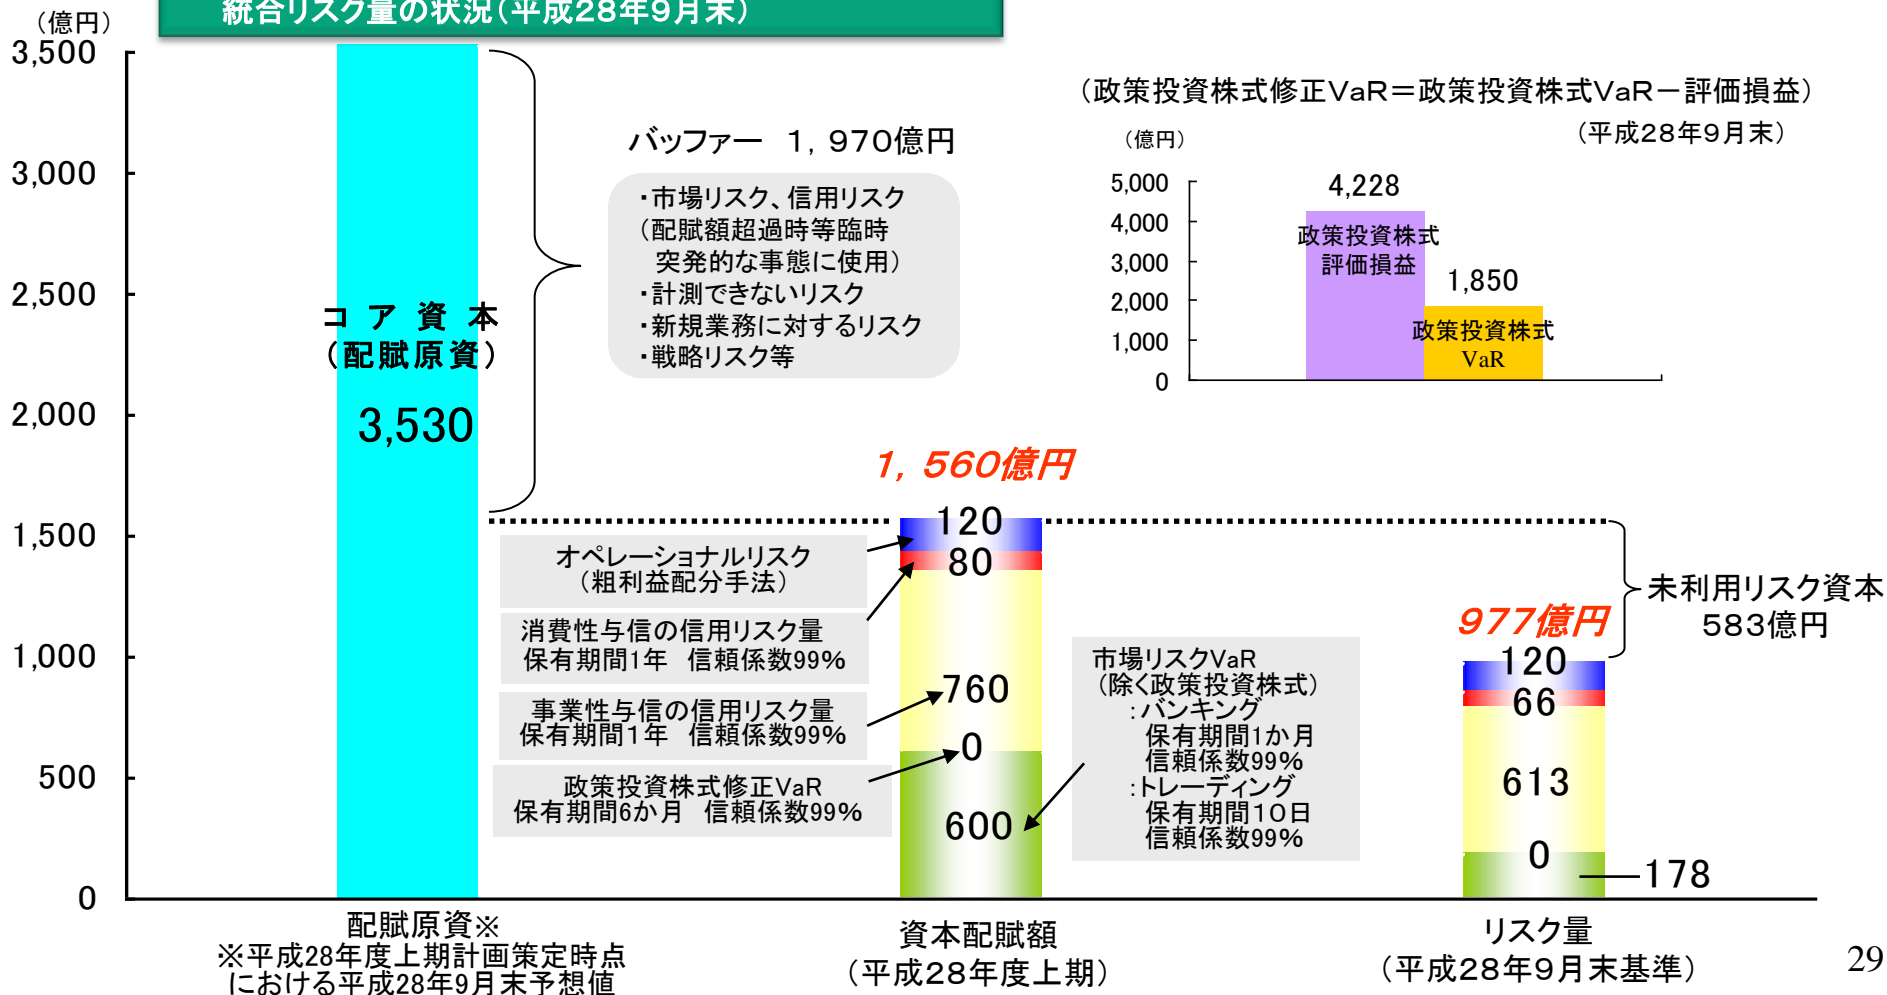 統合リスク量の状況（平成28年9月末）
（億円）
3,500
3,000
2,500
2,000
1,500
1,000
500
0
コ ア 資 本
（配賦原資）
3,530
バッファー　１，９７０億円
・市場リスク、信用リスク
（配賦額超過時等臨時
突発的な事態に使用）
・計測できないリスク
・新規業務に対するリスク
・戦略リスク等
（政策投資株式修正VaR＝政策投資株式VaR－評価損益）
（平成28年9月末）
（億円）
5,000
4,000
3,000
2,000
1,000
0
4,228
政策投資株式
評価損益
1,850
政策投資株式
VaR
１，５６０億円
120
80
760
0
600
オペレーショナルリスク
（粗利益配分手法）
消費性与信の信用リスク量
保有期間1年　信頼係数99%
事業性与信の信用リスク量
保有期間１年　信頼係数99%
政策投資株式修正VaR
保有期間6か月　信頼係数99%
市場リスクVaR
（除く政策投資株式）
：バンキング
保有期間1か月
信頼係数99%
：トレーディング
保有期間１０日
信頼係数99%
977億円
120
66
613
0
178
未利用リスク資本
５８３億円
配賦原資※
※平成28年度上期計画策定時点
における平成28年9月末予想値
資本配賦額
（平成２８年度上期）
リスク量
（平成２８年９月末基準）
29